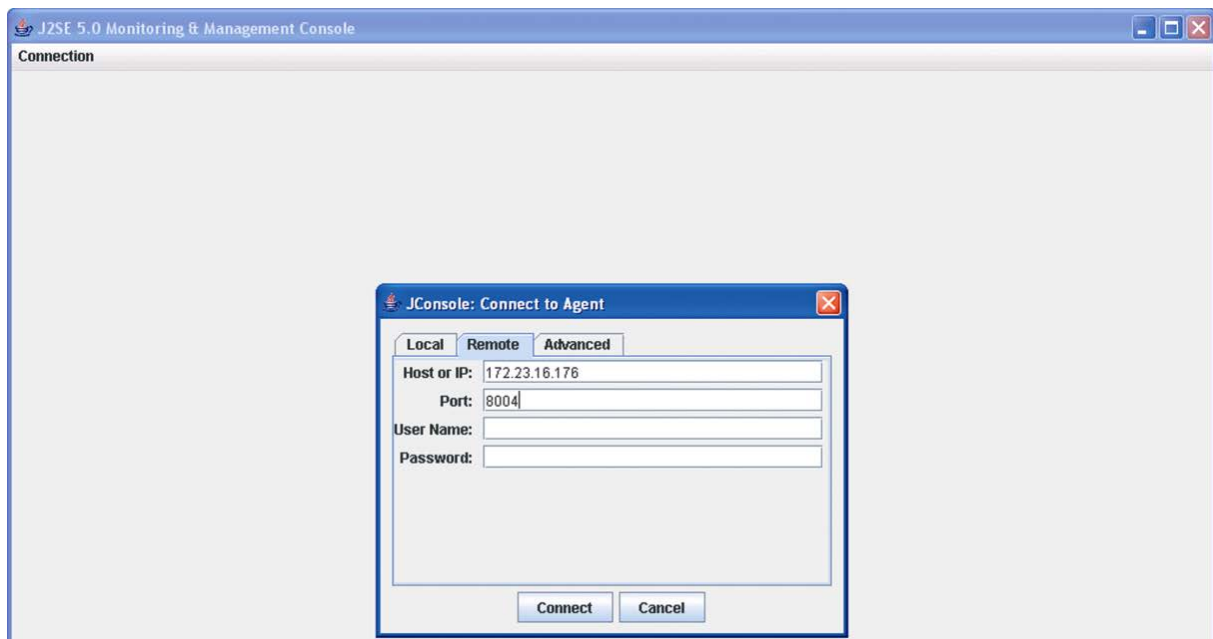 J2SE 5.0 Monitoring & Management Console
Connection
JConsole: Connect to Agent
Local Remote Advanced
Host or IP: 172.23.16.176
Port: 8004
User Name:
Password:
Connect Cancel